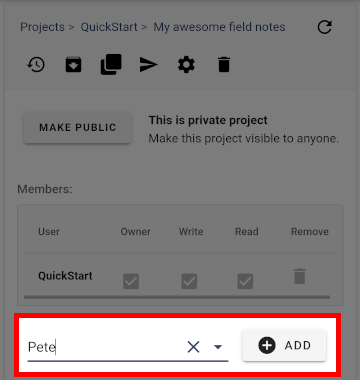 Projects > QuickStart > My awesome field notes
MAKE PUBLIC
This is private project
Make this project visible to anyone.
Members:
User Owner Write Read Remove
QuickStart
Pete
ADD